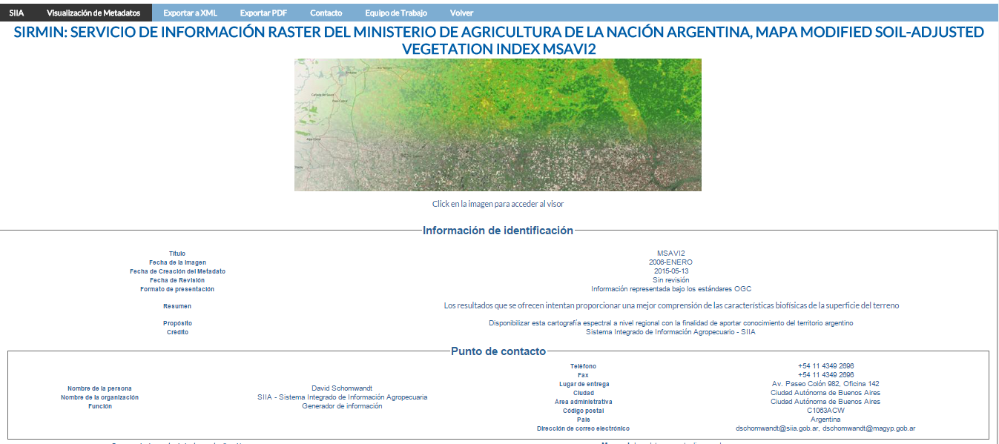 SIIA Visualización de Metadatos Exportar a XML Exportar PDF Contacto Equipo de Trabajo Volver
SIRMIN: SERVICIO DE INFORMACIÓN RASTER DEL MINISTERIO DE AGRICULTURA DE LA NACIÓN ARGENTINA, MAPA MODIFIED SOIL-ADJUSTED
VEGETATION INDEX MSAVI2
Click en la imagen para acceder al visor
Información de identificación
Título MSAVI2
Fecha de la Imagen 2006-ENERO
Fecha de Creación del Metadato 2015-05-13
Fecha de Revisión Sin revisión
Formato de presentación Información representada bajo los estándares OGC
Resumen Los resultados que se ofrecen intentan proporcionar una mejor comprensión de las características biofísicas de la superficie del terreno
Propósito Disponibilizar esta cartografía espectral a nivel regional con la finalidad de aportar conocimiento del territorio argentino
Crédito Sistema Integrado de Información Agropecuario - SIIA
Punto de contacto
Nombre de la persona David Schomwandt
Nombre de la organización SIIA - Sistema Integrado de Información Agropecuaria
Función Generador de información
Teléfono +54 11 4349 2696
Fax +54 11 4349 2696
Lugar de entrega Av. Paseo Colón 982, Oficina 142
Ciudad Ciudad Autónoma de Buenos Aires
Área administrativa Ciudad Autónoma de Buenos Aires
Código postal C1063ACW
País Argentina
Dirección de correo electrónico dschomwandt@siia.gob.ar, dschomwandt@magyp.gob.ar